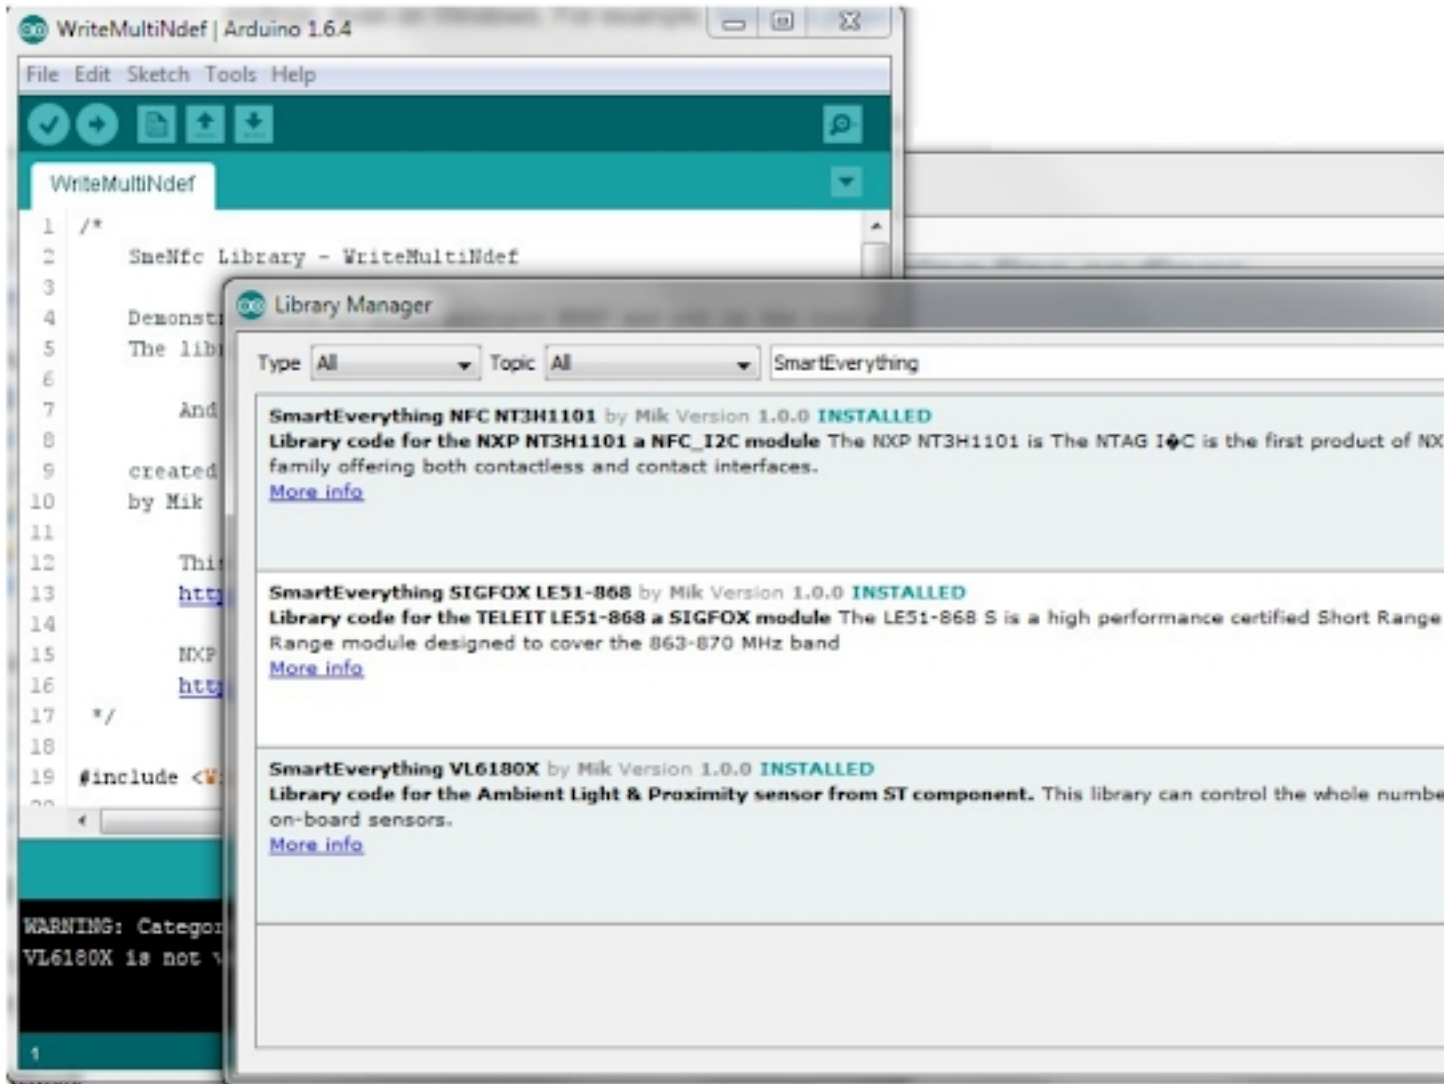 WriteMultiNdef | Arduino 1.6.4
File Edit Sketch Tools Help
WriteMultiNdef
1 /*
2 SmeNfc Library - WriteMultiNdef
3
4 Demonst
5 The lib
6
7 And
8
9 created
10 by Mik
11
12 This
13 http
14
15 NXP
16 http
17 */
18
19 #include <W
20
WARNING: Categor
VL6180X is not v
1
Library Manager
Type All Topic All SmartEverything
SmartEverything NFC NT3H1101 by Mik Version 1.0.0 INSTALLED
Library code for the NXP NT3H1101 a NFC_I2C module The NXP NT3H1101 is The NTAG I�C is the first product of NX
family offering both contactless and contact interfaces.
More info
SmartEverything SIGFOX LE51-868 by Mik Version 1.0.0 INSTALLED
Library code for the TELEIT LE51-868 a SIGFOX module The LE51-868 S is a high performance certified Short Range
Range module designed to cover the 863-870 MHz band
More info
SmartEverything VL6180X by Mik Version 1.0.0 INSTALLED
Library code for the Ambient Light & Proximity sensor from ST component. This library can control the whole numbe
on-board sensors.
More info